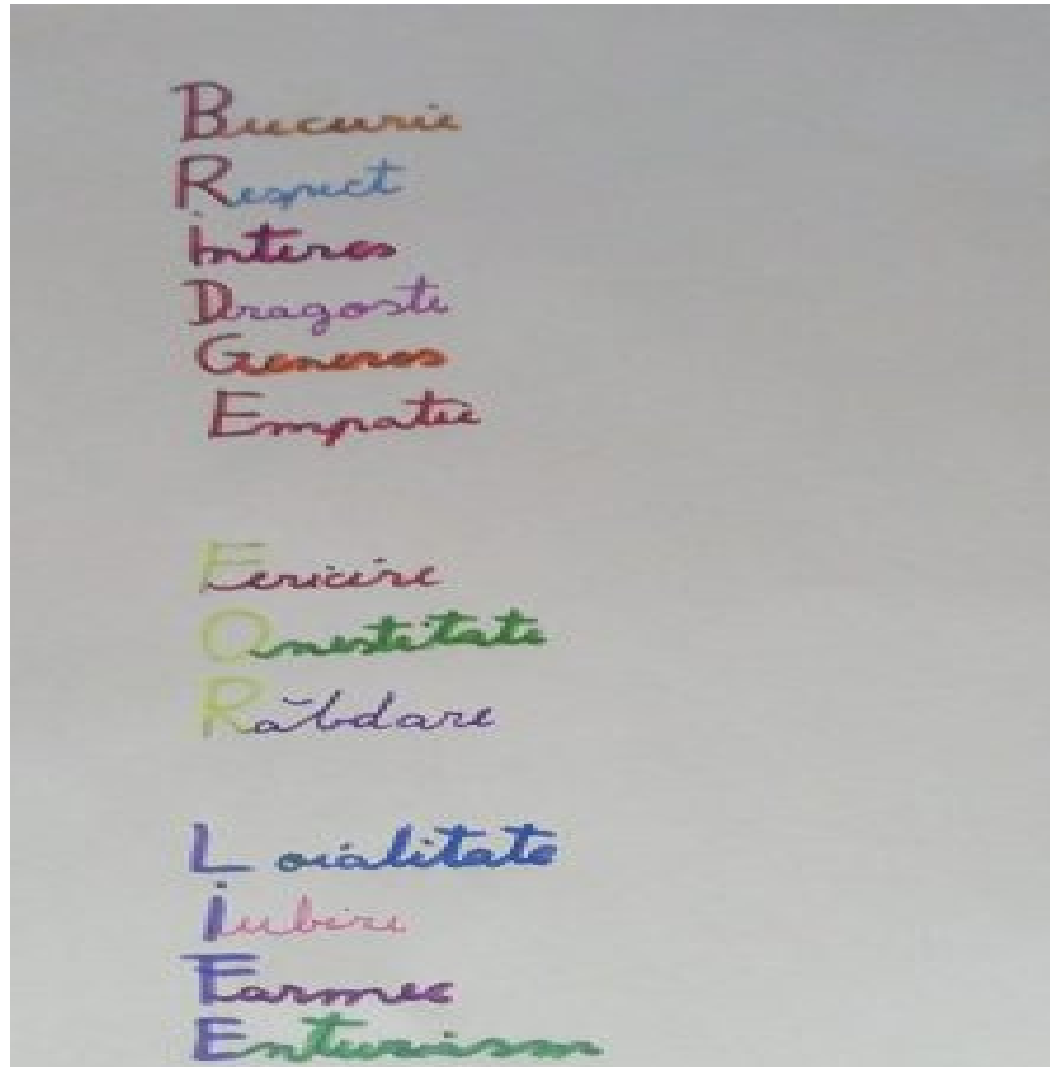 Bucurie
Respect
interes
Dragoste
Generos
Empatie
Fericire
Onestitate
Răbdare
Loialitate
iubire
Farmec
Entuziasm